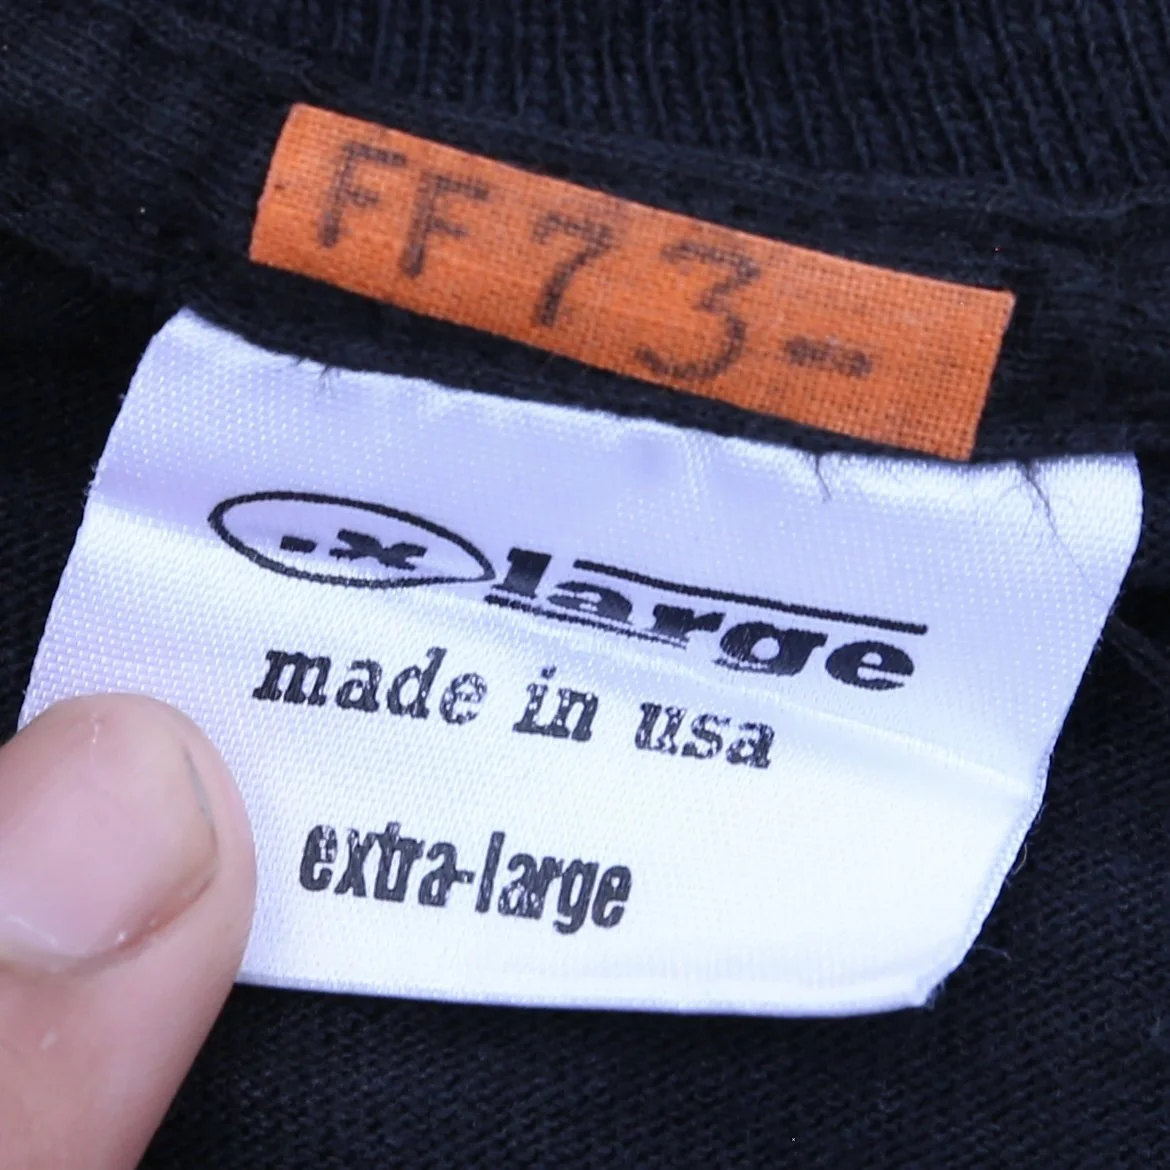 FF73-
.x large
made in usa
extra-large